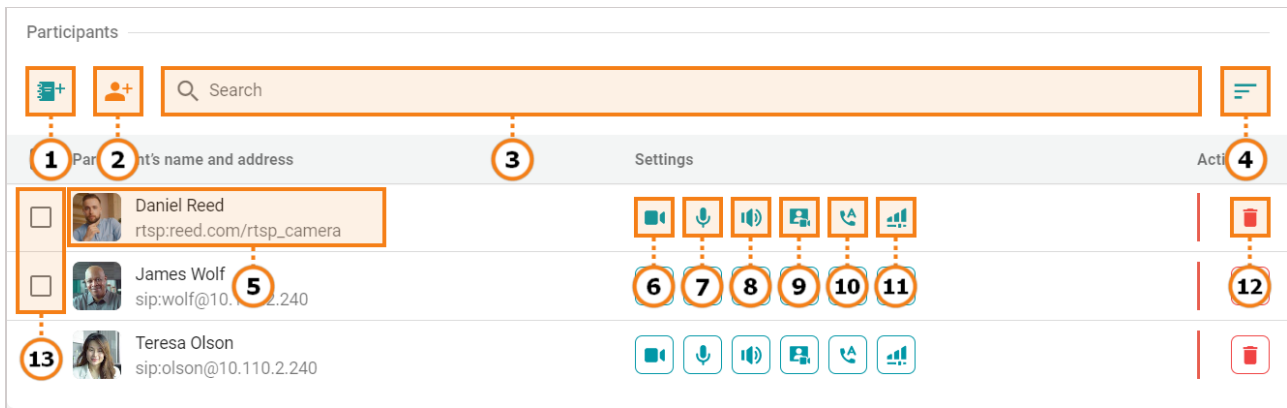 Participants
Search
1 2 3 4
Par nt's name and address Settings Acti
Daniel Reed
rtsp:reed.com/rtsp_camera
James Wolf
5 6 7 8 9 10 11 12
sip:wolf@10. 2.240
Teresa Olson
13
sip:olson@10.110.2.240